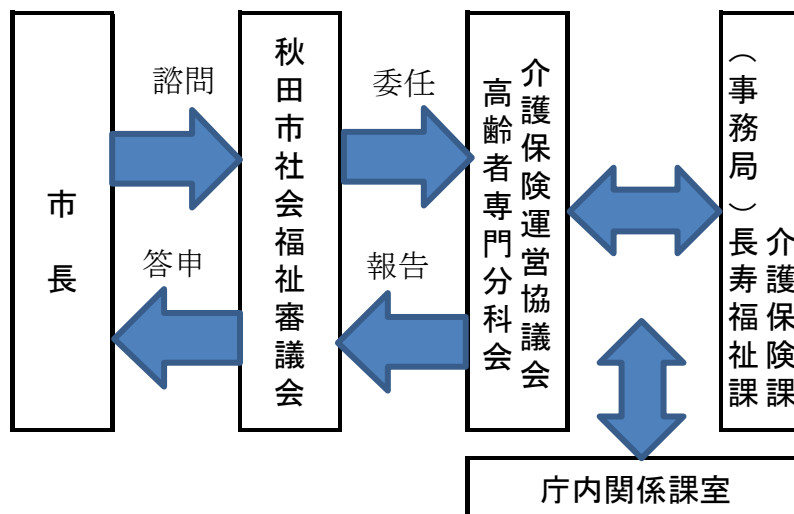 市長
諮問
答申
秋田市社会福祉審議会
委任
報告
介護保険運営協議会
高齢者専門分科会
介護保険課
（事務局）長寿福祉課
庁内関係課室